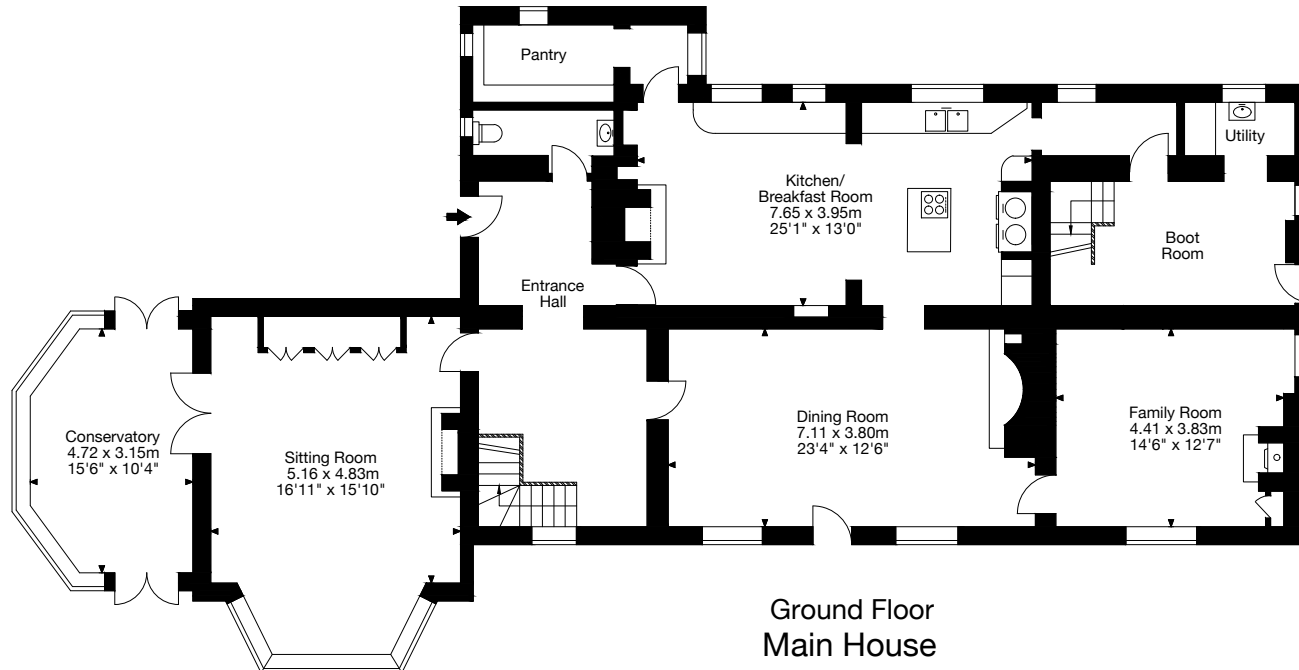 Pantry
Utility
Kitchen/
Breakfast Room
7.65 x 3.95m
25'1" x 13'0"
Boot
Room
Entrance
Hall
Conservatory
4.72 x 3.15m
15'6" x 10'4"
Sitting Room
5.16 x 4.83m
16'11" x 15'10"
Dining Room
7.11 x 3.80m
23'4" x 12'6"
Family Room
4.41 x 3.83m
14'6" x 12'7"
Ground Floor
Main House